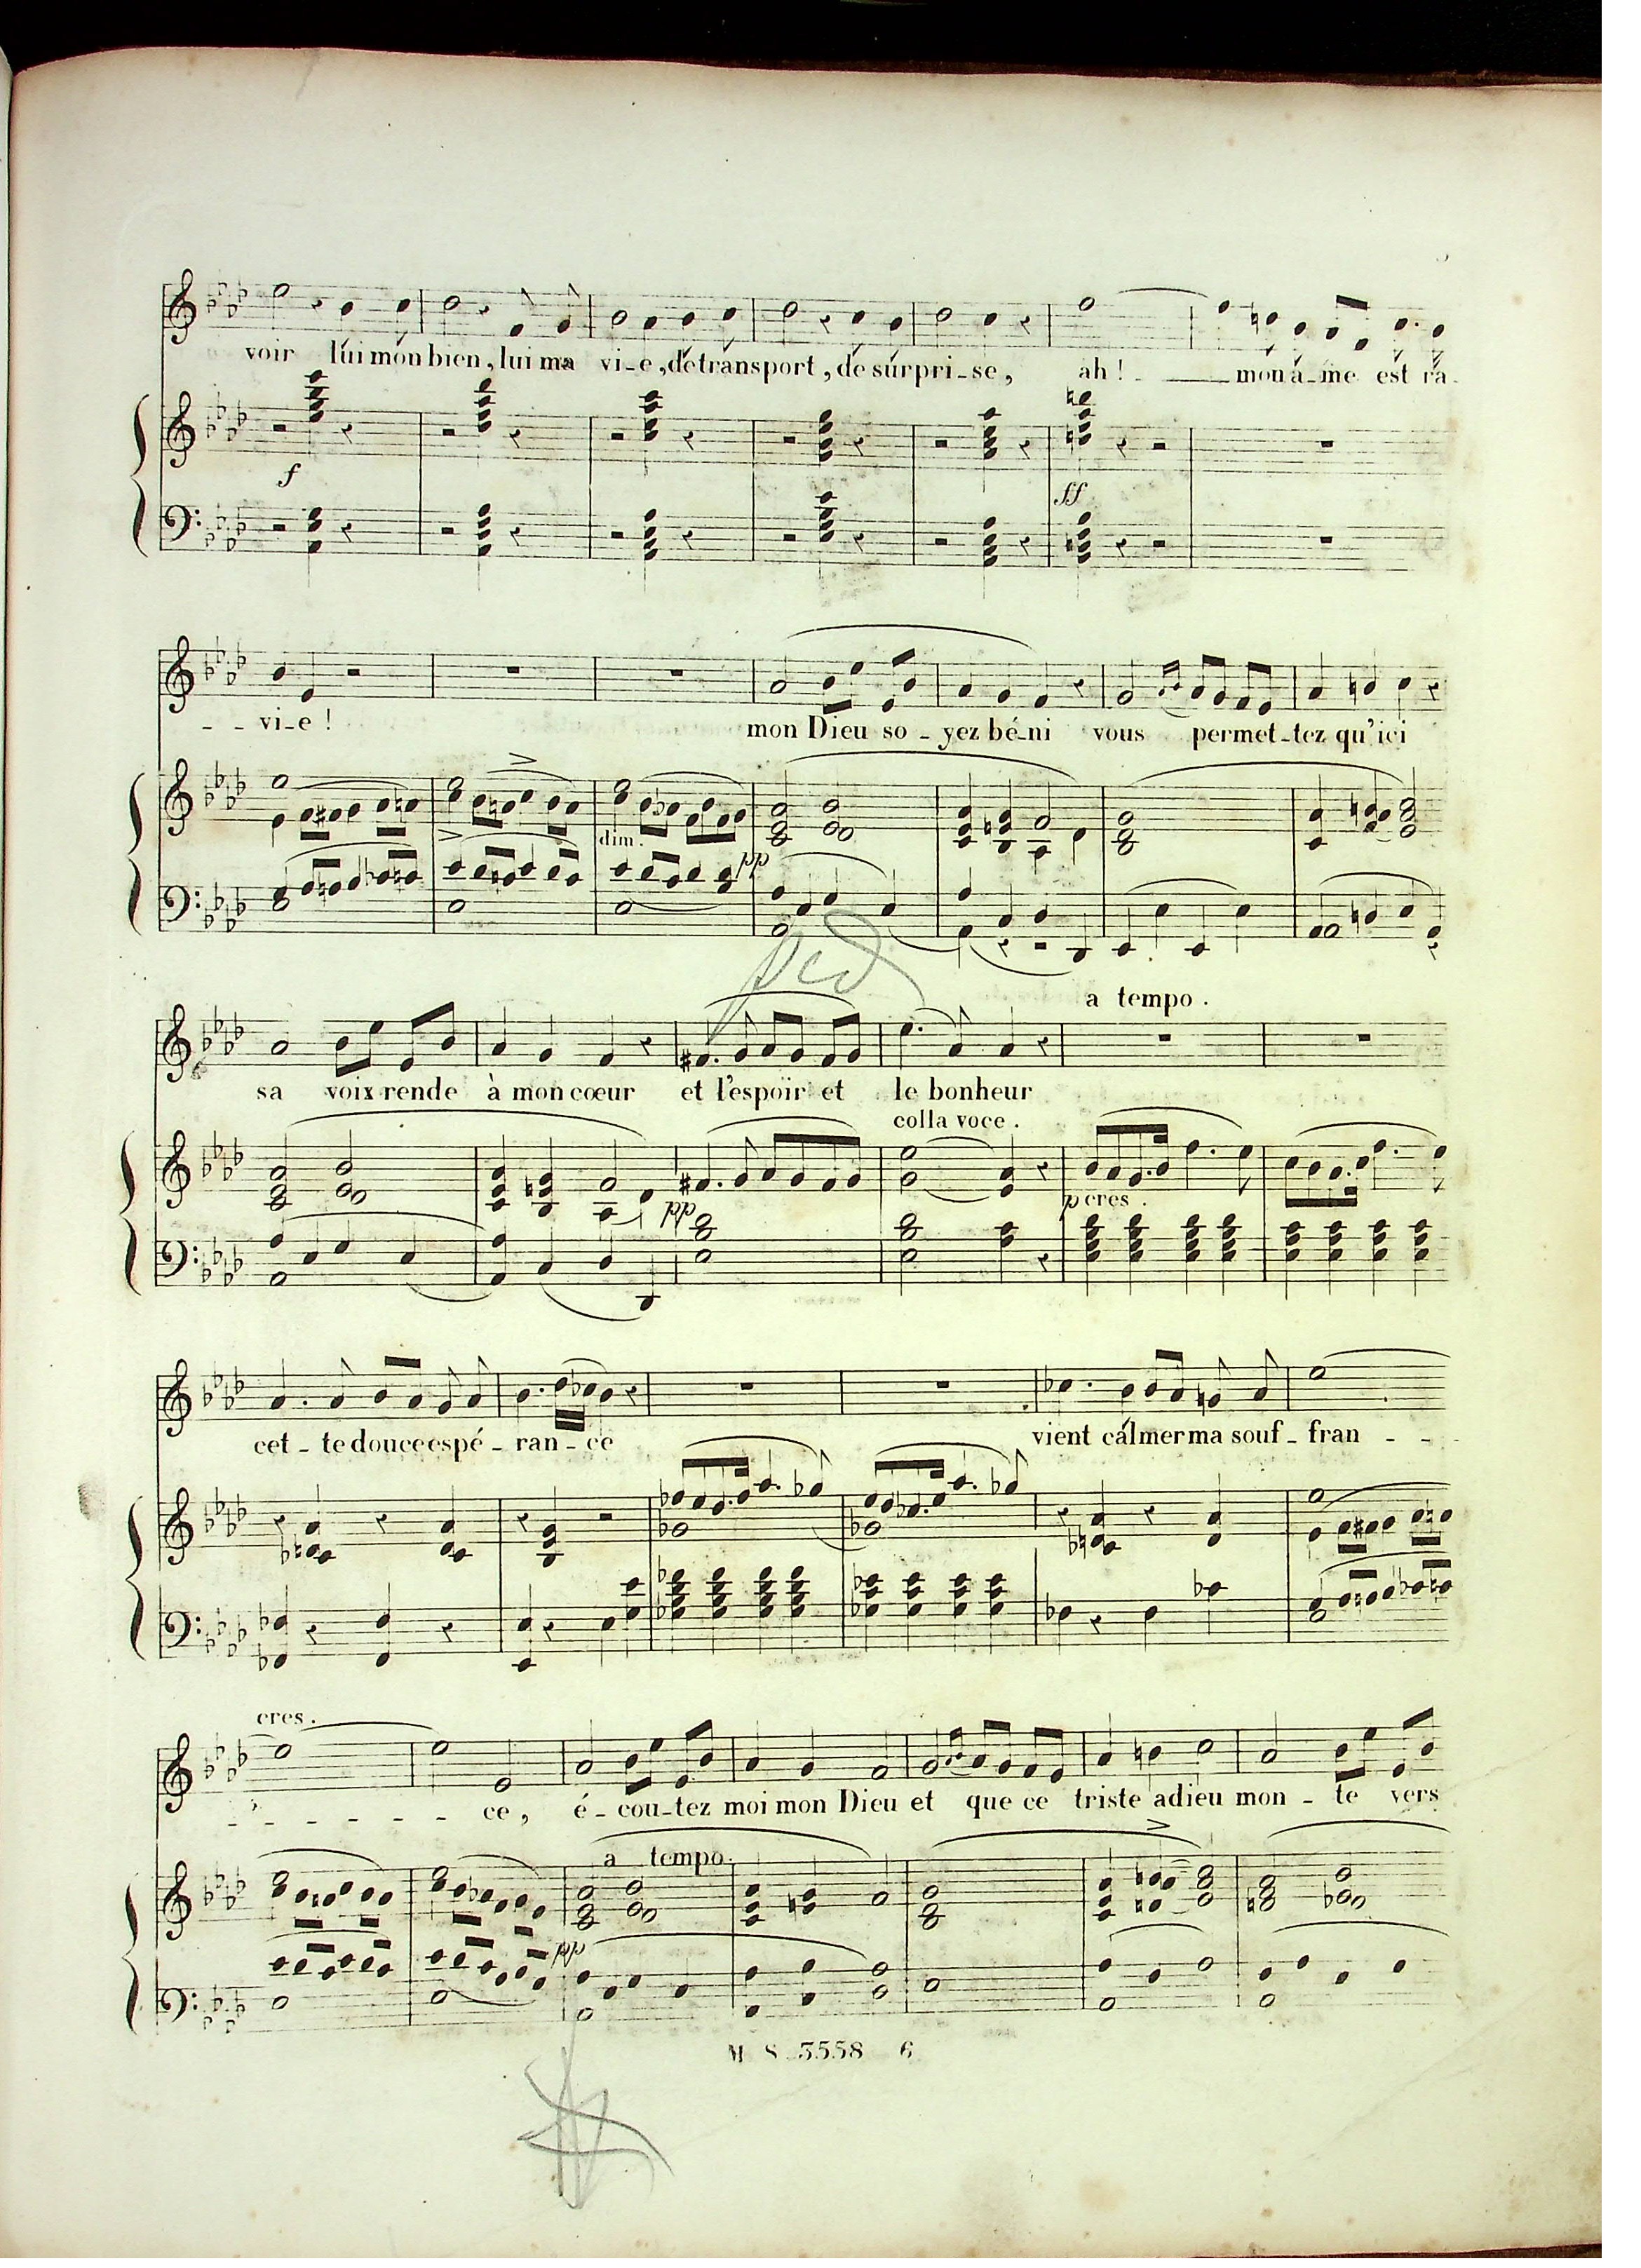 voir lui mon bien, lui ma vi-e, de transport, de surpri-se, ah! mon â-me est ra-
f ff
- - vi-e! mon Dieu so-yez bé-ni vous permet-tez qu'ici
dim. pp
ped
a tempo.
sa voix rende à mon cœur et l'espoir et le bonheur
colla voce.
pp p cres.
cet-te douce espé-ran-ce vient calmer ma souf-fran - -
cres.
- - - - - - ce, é-cou-tez moi mon Dieu et que ce triste adieu mon-te vers
a tempo.
pp
M S 3558 6